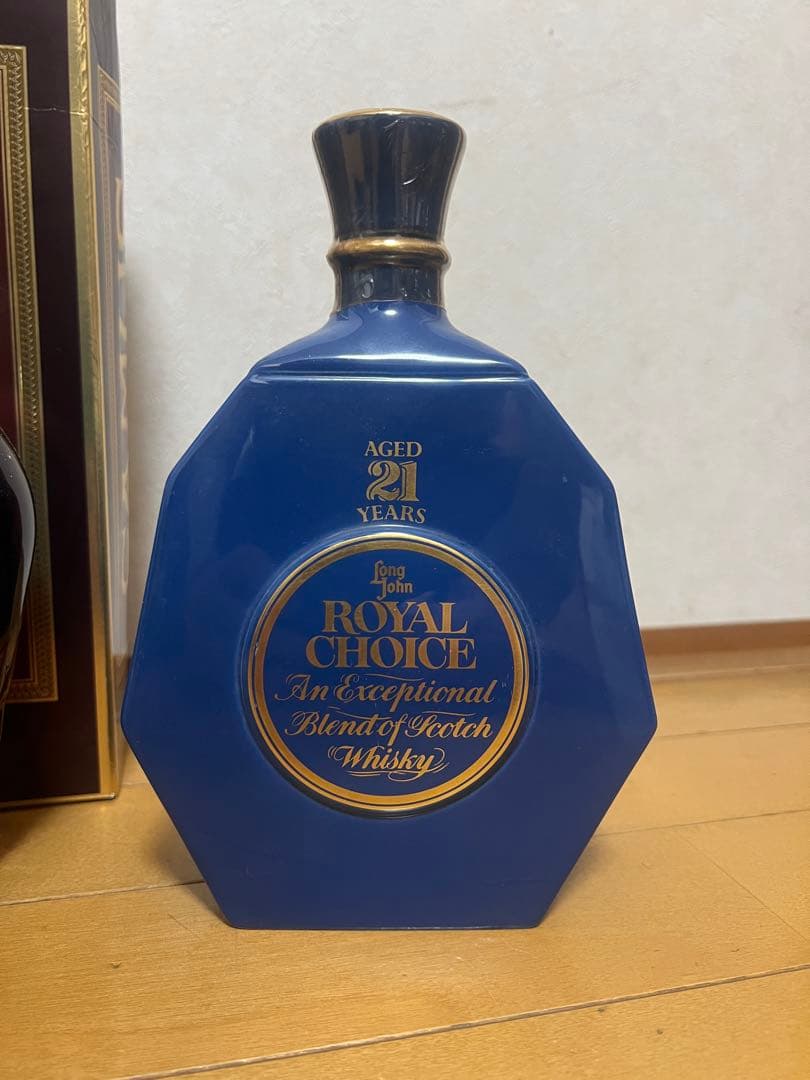 AGED
21
YEARS
Long
John
ROYAL
CHOICE
An Exceptional
Blend of Scotch
Whisky